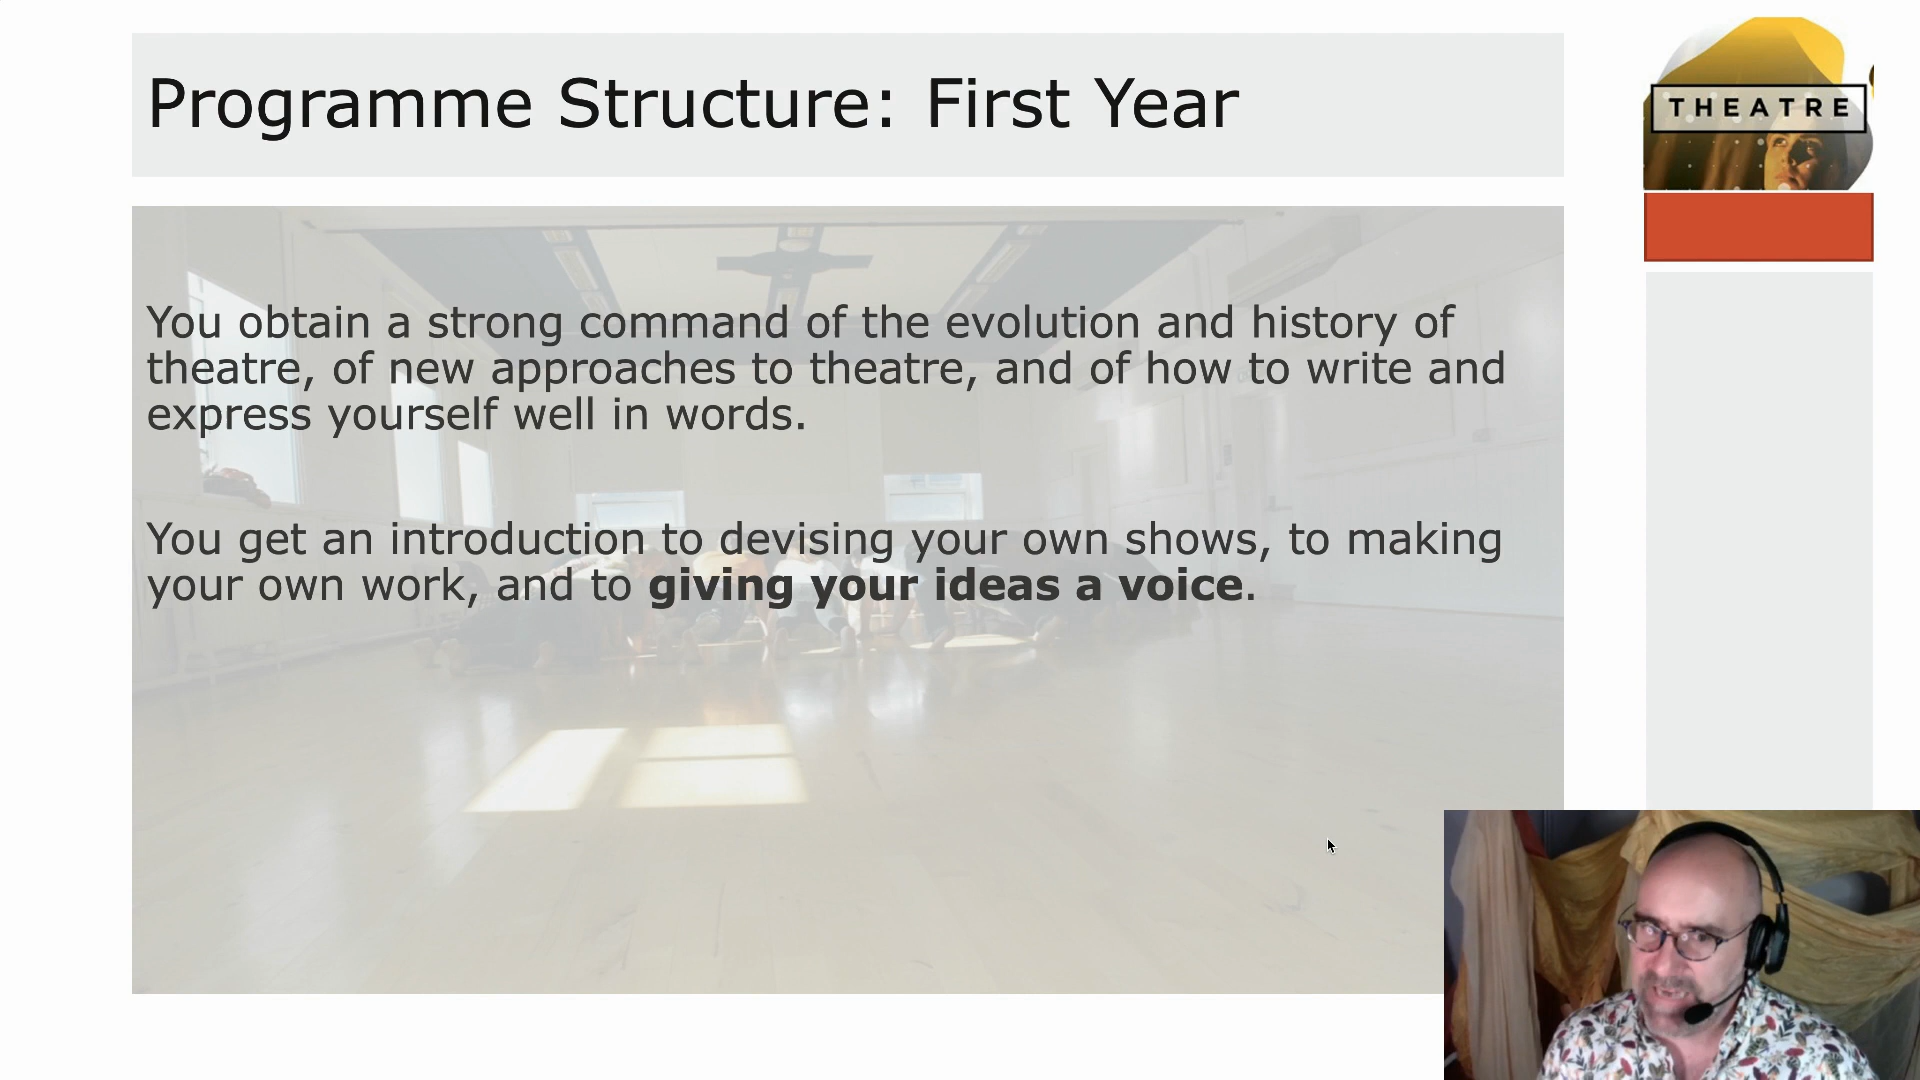 Programme Structure: First Year
THEATRE
You obtain a strong command of the evolution and history of
theatre, of new approaches to theatre, and of how to write and
express yourself well in words.
You get an introduction to devising your own shows, to making
your own work, and to giving your ideas a voice.